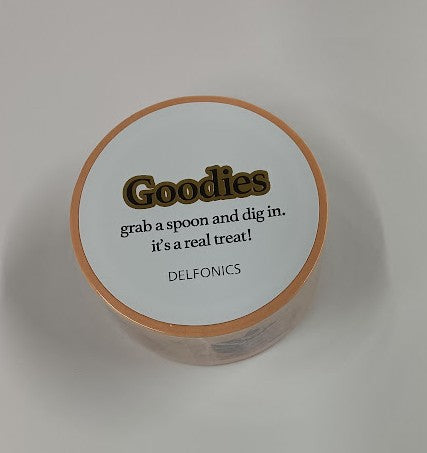 Goodies
grab a spoon and dig in.
it's a real treat!
DELFONICS